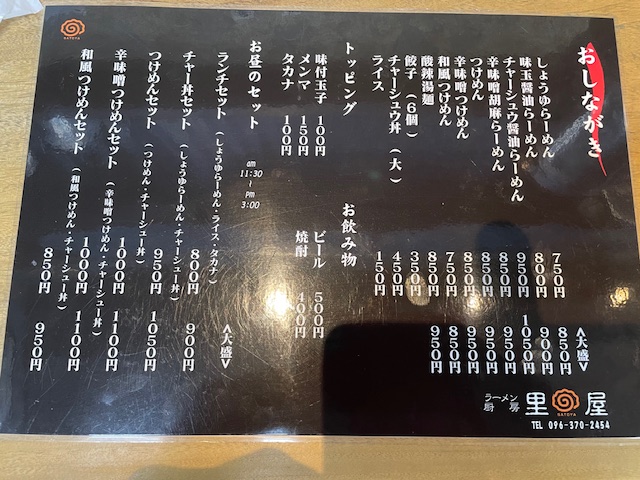 おしながき
<大盛>
しょうゆらーめん 750円 850円
味玉醤油らーめん 800円 900円
チャーシュウ醤油らーめん 950円 1050円
辛味噌胡麻らーめん 850円 950円
つけめん 850円 950円
辛味噌つけめん 850円 950円
和風つけめん 750円 850円
酸辣湯麺 850円 950円
餃子（６個） 350円
チャーシュウ丼（大） 450円
ライス 150円
トッピング
味付玉子 100円
メンマ 150円
タカナ 100円
お飲み物
ビール 500円
焼酎 400円
お昼のセット
am 11:30 ～ pm 3:00
<大盛>
ランチセット（しょうゆらーめん・ライス・タカナ） 800円 900円
チャー丼セット（しょうゆらーめん・チャーシュー丼） 950円 1050円
つけめんセット（つけめん・チャーシュー丼） 1000円 1100円
辛味噌つけめんセット（辛味噌つけめん・チャーシュー丼） 1000円 1100円
和風つけめんセット（和風つけめん・チャーシュー丼） 850円 950円
ラーメン厨房 里屋
SATOYA
TEL 096-370-2454
SATOYA